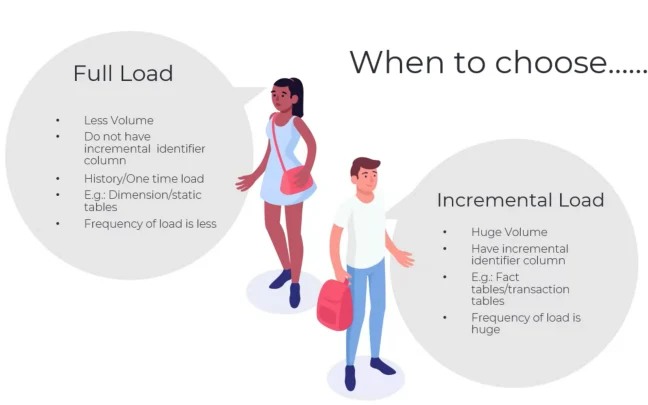 When to choose......
Full Load
• Less Volume
• Do not have
incremental identifier
column
• History/One time load
• E.g.: Dimension/static
tables
• Frequency of load is less
Incremental Load
• Huge Volume
• Have incremental
identifier column
• E.g.: Fact
tables/transaction
tables
• Frequency of load is
huge